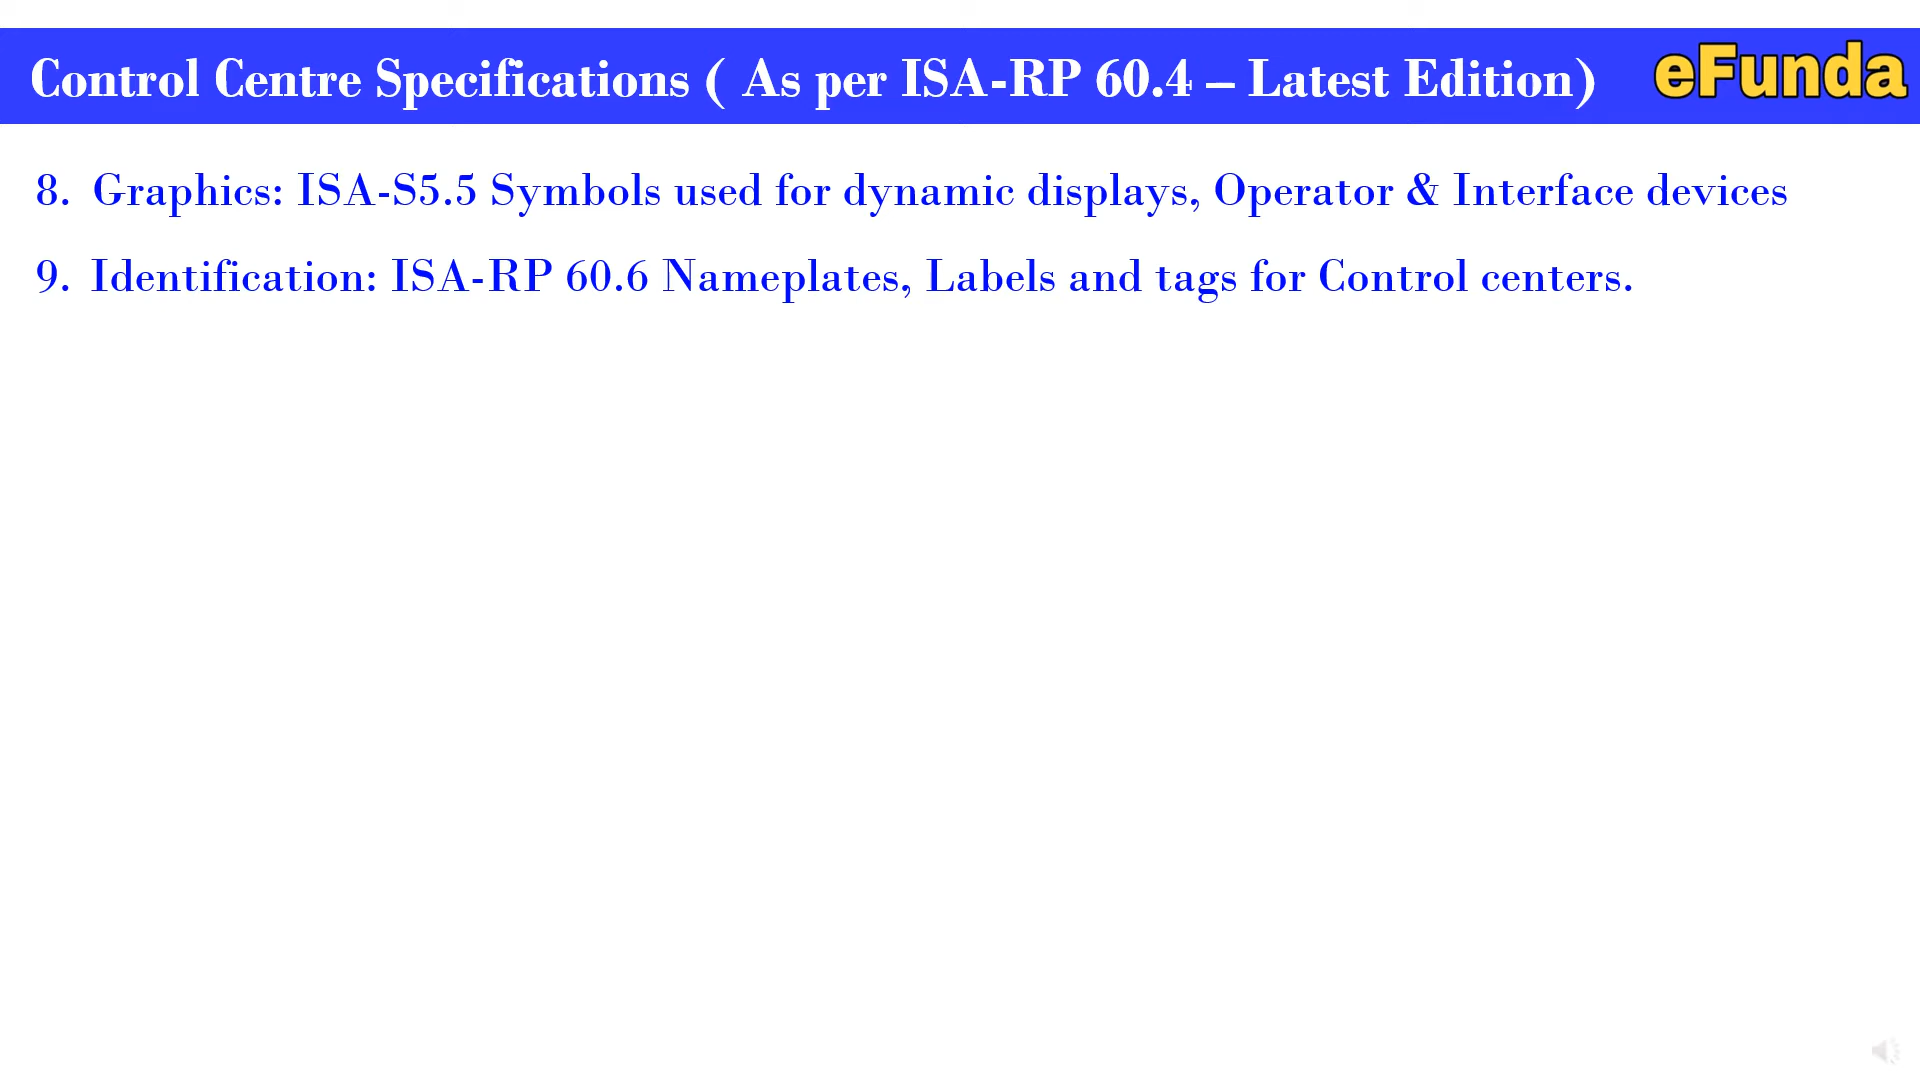 Control Centre Specifications ( As per ISA-RP 60.4 – Latest Edition)
eFunda
8. Graphics: ISA-S5.5 Symbols used for dynamic displays, Operator & Interface devices
9. Identification: ISA-RP 60.6 Nameplates, Labels and tags for Control centers.